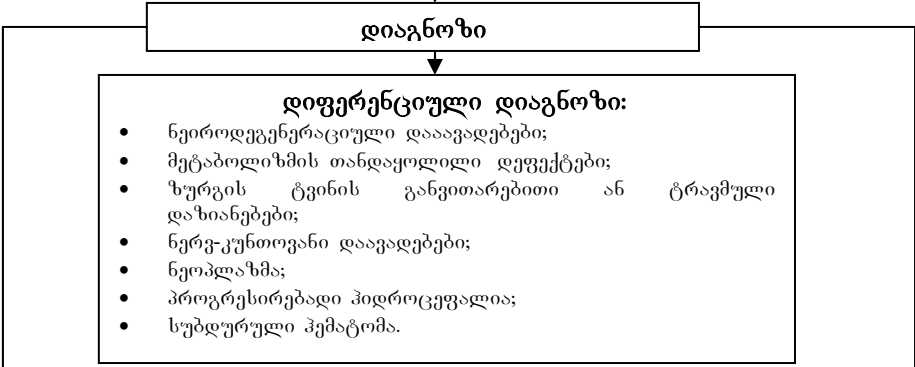 დიაგნოზი
დიფერენციული დიაგნოზი:
• ნეიროდეგენერაციული დააავადებები;
• მეტაბოლიზმის თანდაყოლილი დეფექტები;
• ზურგის ტვინის განვითარებითი ან ტრავმული
დაზიანებები;
• ნერვ-კუნთოვანი დაავადებები;
• ნეოპლაზმა;
• პროგრესირებადი ჰიდროცეფალია;
• სუბდურული ჰემატომა.